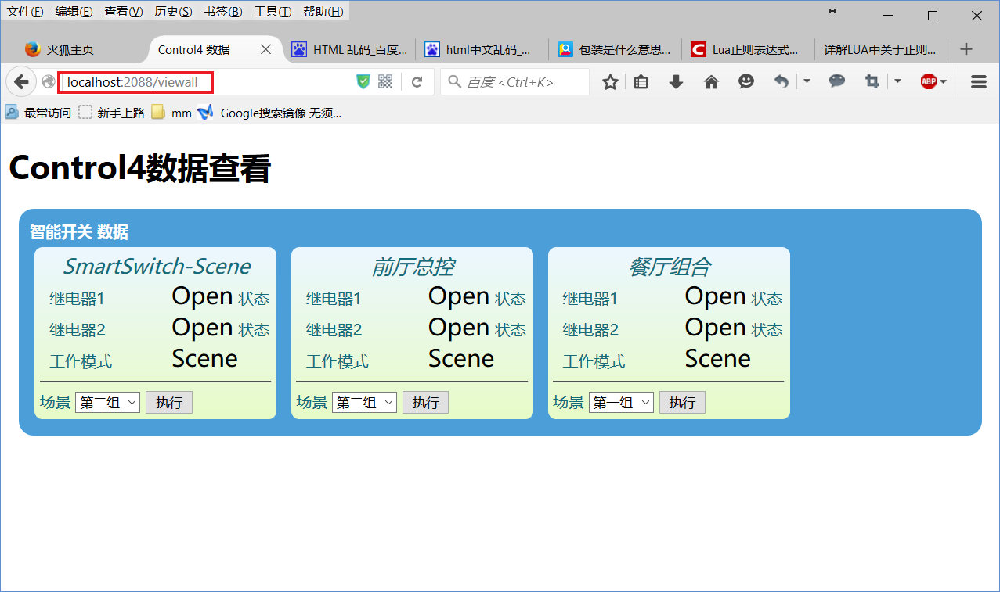 文件(F) 编辑(E) 查看(V) 历史(S) 书签(B) 工具(T) 帮助(H)
火狐主页 Control4 数据 HTML 乱码_百度... html中文乱码_... 包装是什么意思... Lua正则表达式... 详解LUA中关于正则...
localhost:2088/viewall 百度 <Ctrl+K> ABP
最常访问 新手上路 mm Google搜索镜像 无须...
Control4数据查看
智能开关 数据
SmartSwitch-Scene 前厅总控 餐厅组合
继电器1 Open 状态 继电器1 Open 状态 继电器1 Open 状态
继电器2 Open 状态 继电器2 Open 状态 继电器2 Open 状态
工作模式 Scene 工作模式 Scene 工作模式 Scene
场景 第二组 执行 场景 第二组 执行 场景 第一组 执行